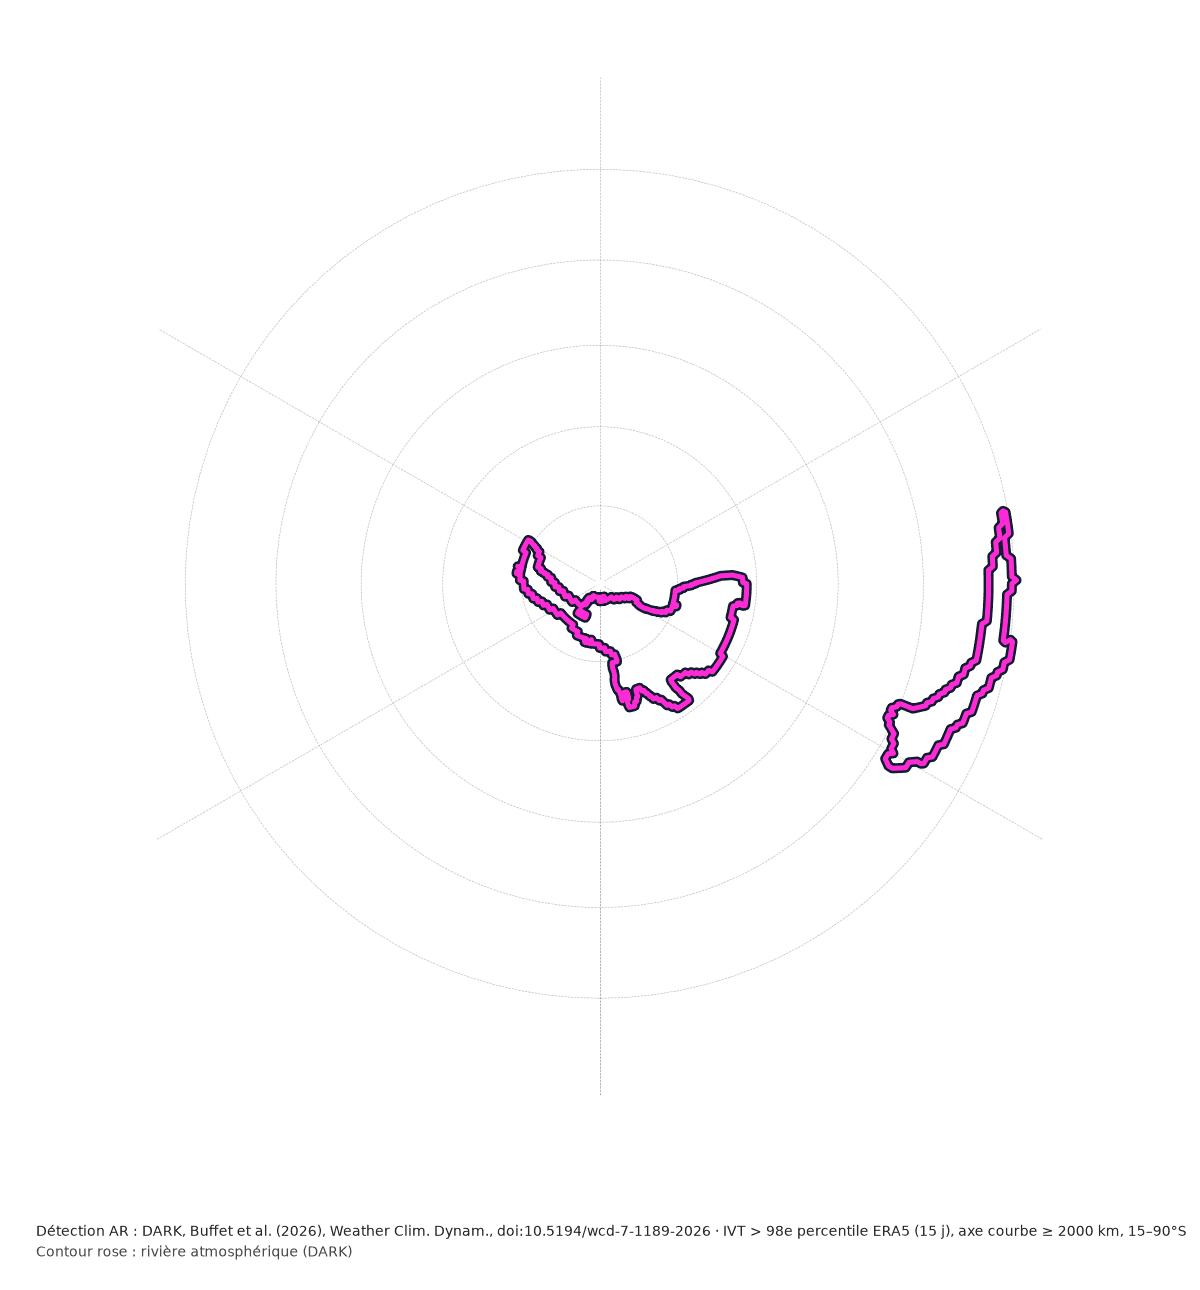 Détection AR : DARK, Buffet et al. (2026), Weather Clim. Dynam., doi:10.5194/wcd-7-1189-2026 · IVT > 98e percentile ERA5 (15 j), axe courbe ≥ 2000 km, 15–90°S
Contour rose : rivière atmosphérique (DARK)